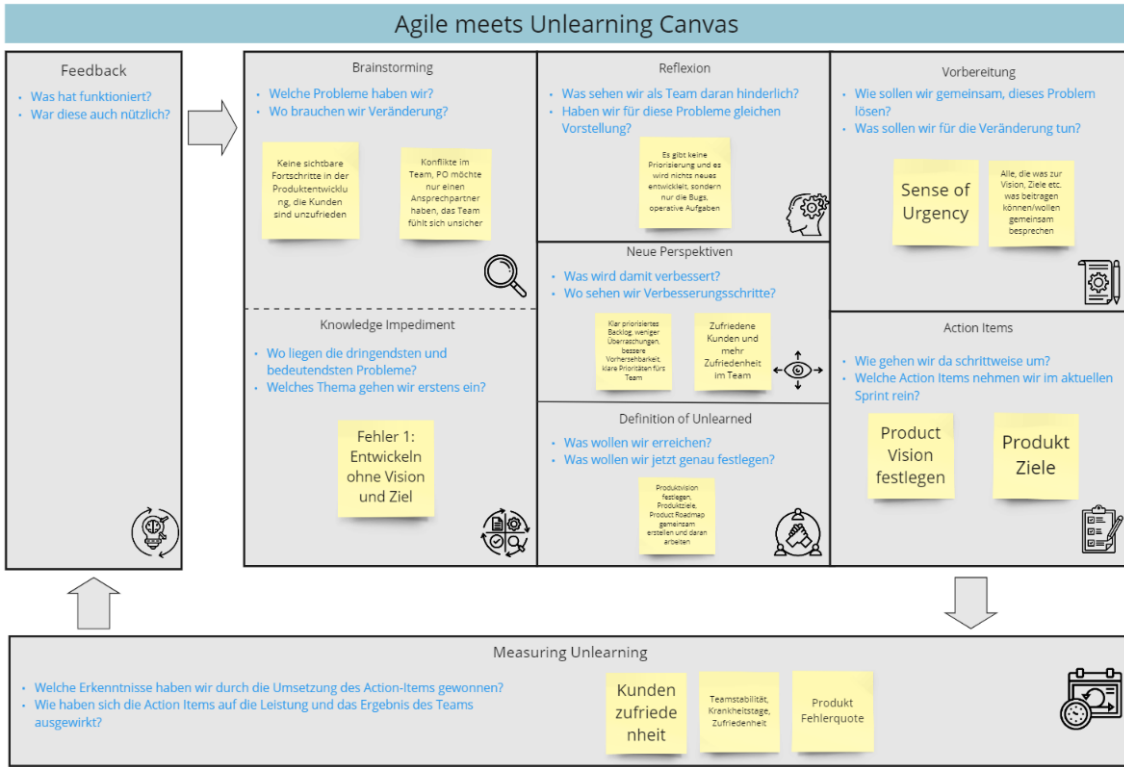 Agile meets Unlearning Canvas
Feedback
• Was hat funktioniert?
• War diese auch nützlich?
Brainstorming
• Welche Probleme haben wir?
• Wo brauchen wir Veränderung?
Keine sichtbare
Fortschritte in der
Produktentwicklu
ng, die Kunden
sind unzufrieden
Konflikte im
Team, PO möchte
nur einen
Ansprechpartner
haben, das Team
fühlt sich unsicher
Knowledge Impediment
• Wo liegen die dringendsten und
bedeutendsten Probleme?
• Welches Thema gehen wir erstens ein?
Fehler 1:
Entwickeln
ohne Vision
und Ziel
Reflexion
• Was sehen wir als Team daran hinderlich?
• Haben wir für diese Probleme gleichen
Vorstellung?
Es gibt keine
Priorisierung und es
wird nichts neues
entwickelt, sondern
nur die Bugs,
operative Aufgaben
Neue Perspektiven
• Was wird damit verbessert?
• Wo sehen wir Verbesserungsschritte?
Klar priorisiertes
Backlog, weniger
Überraschungen,
bessere
Vorhersehbarkeit,
klare Prioritäten fürs
Team
Zufriedene
Kunden und
mehr
Zufriedenheit
im Team
Definition of Unlearned
• Was wollen wir erreichen?
• Was wollen wir jetzt genau festlegen?
Produktvision
festlegen,
Produktziele,
Product Roadmap
gemeinsam
erstellen und daran
arbeiten
Vorbereitung
• Wie sollen wir gemeinsam, dieses Problem
lösen?
• Was sollen wir für die Veränderung tun?
Sense of
Urgency
Alle, die was zur
Vision, Ziele etc.
was beitragen
können/wollen
gemeinsam
besprechen
Action Items
• Wie gehen wir da schrittweise um?
• Welche Action Items nehmen wir im aktuellen
Sprint rein?
Product
Vision
festlegen
Produkt
Ziele
Measuring Unlearning
• Welche Erkenntnisse haben wir durch die Umsetzung des Action-Items gewonnen?
• Wie haben sich die Action Items auf die Leistung und das Ergebnis des Teams
ausgewirkt?
Kunden
zufriede
nheit
Teamstabilität,
Krankheitstage,
Zufriedenheit
Produkt
Fehlerquote